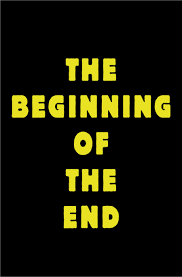 THE
BEGINNING
OF
THE
END